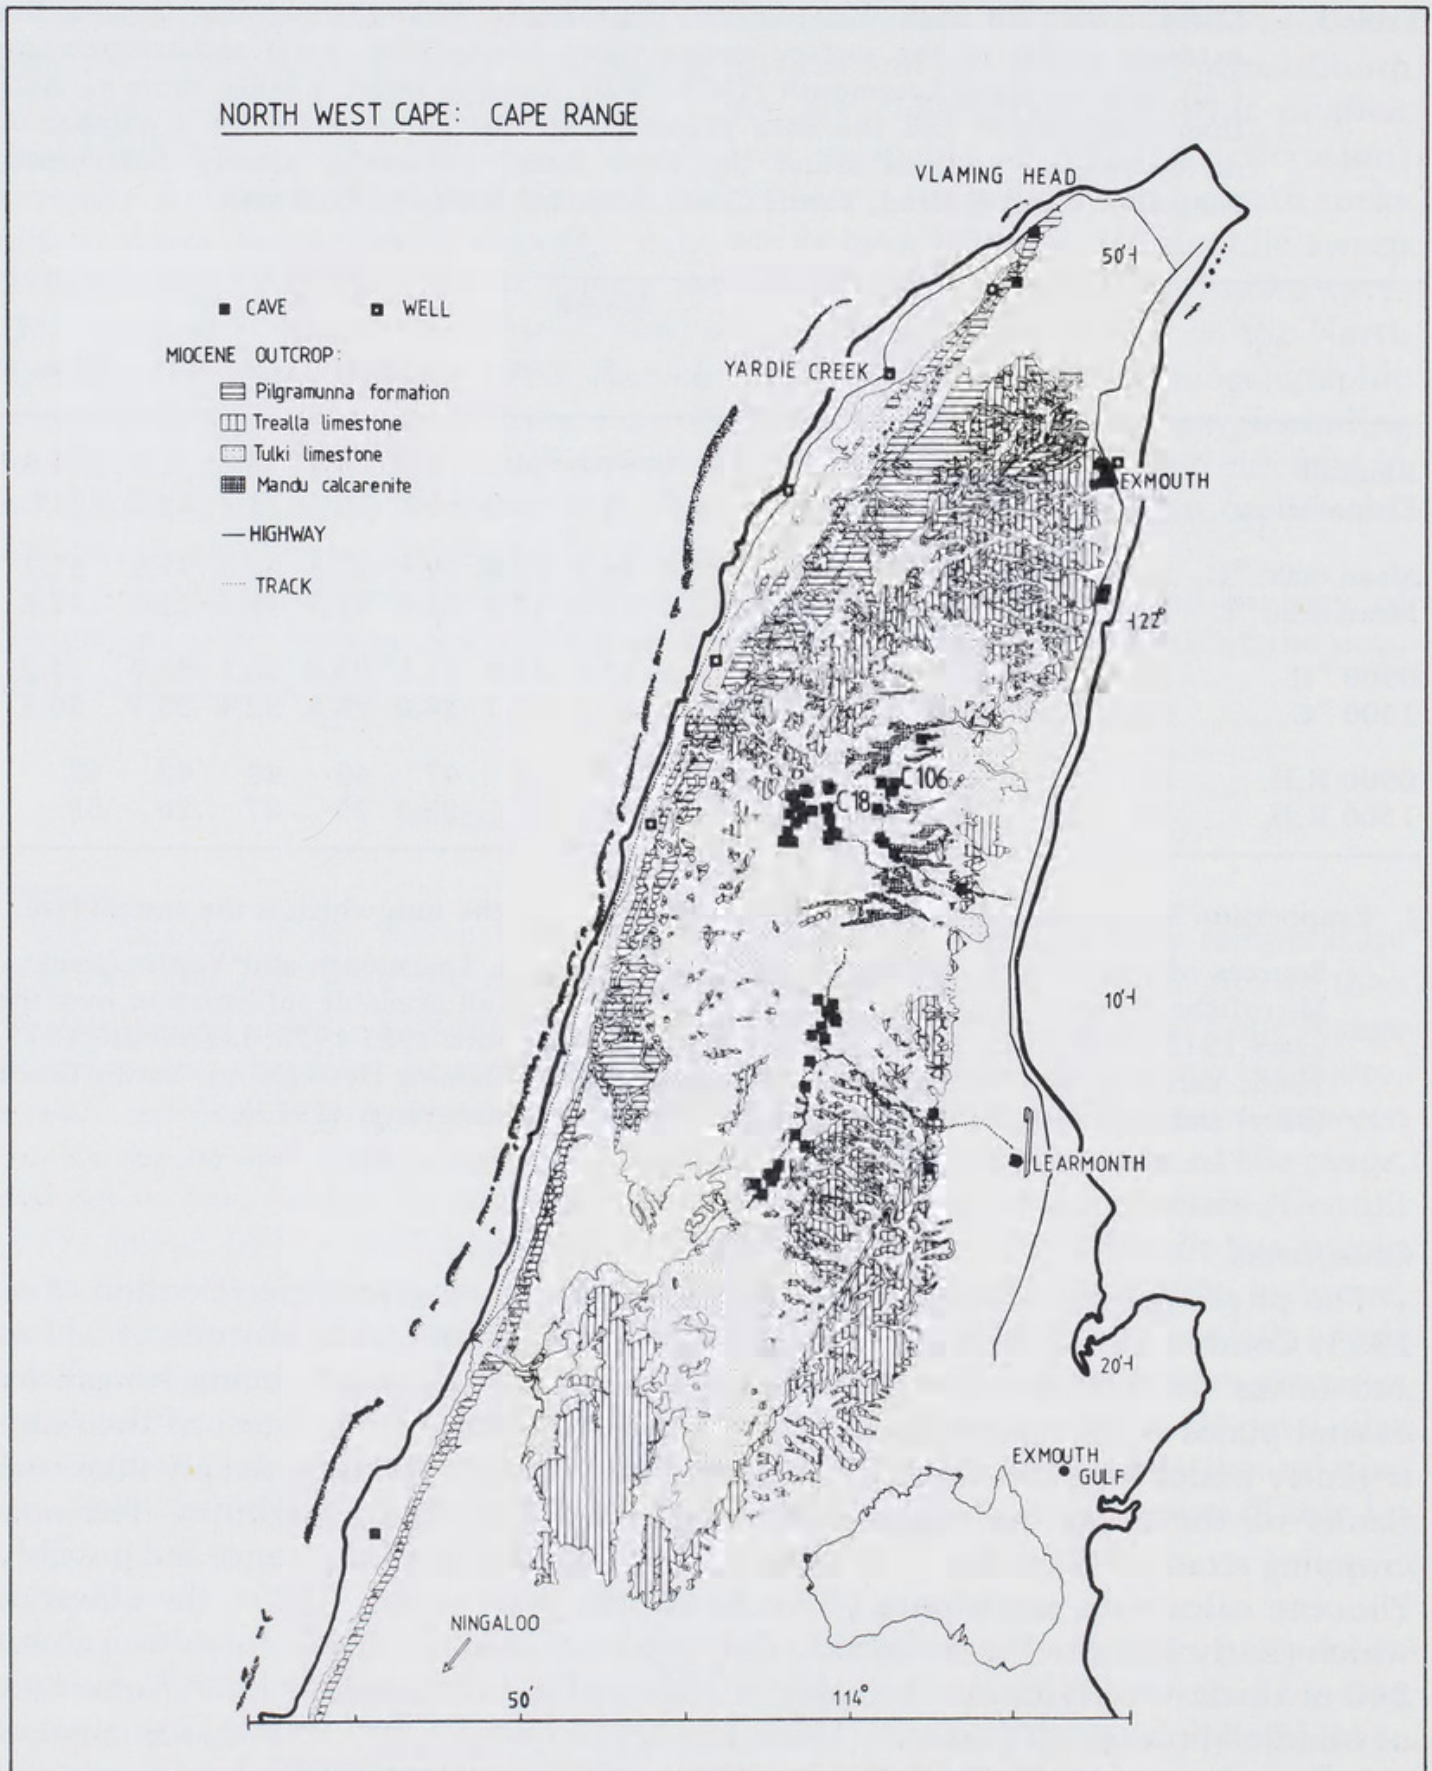 NORTH WEST CAPE: CAPE RANGE
VLAMING HEAD
50'
CAVE
WELL
MIOCENE OUTCROP:
YARDIE CREEK
Pilgramunna formation
Trealla limestone
Tulki limestone
Mandu calcarenite
EXMOUTH
HIGHWAY
TRACK
22°
C106
C18
10'
LEARMONTH
20'
EXMOUTH
GULF
NINGALOO
50'
114°